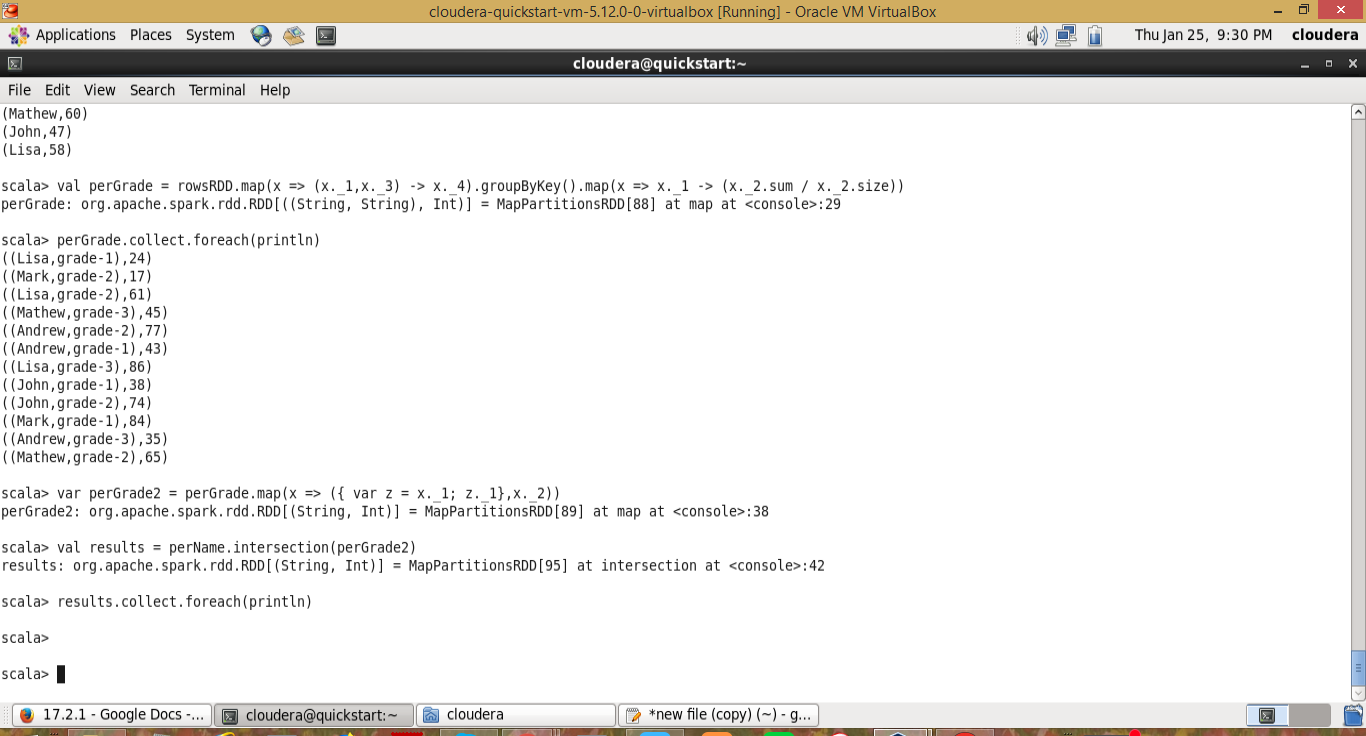 cloudera-quickstart-vm-5.12.0-0-virtualbox [Running] - Oracle VM VirtualBox
Applications Places System Thu Jan 25, 9:30 PM cloudera
cloudera@quickstart:~
File Edit View Search Terminal Help
(Mathew,60)
(John,47)
(Lisa,58)
scala> val perGrade = rowsRDD.map(x => (x._1,x._3) -> x._4).groupByKey().map(x => x._1 -> (x._2.sum / x._2.size))
perGrade: org.apache.spark.rdd.RDD[((String, String), Int)] = MapPartitionsRDD[88] at map at <console>:29
scala> perGrade.collect.foreach(println)
((Lisa,grade-1),24)
((Mark,grade-2),17)
((Lisa,grade-2),61)
((Mathew,grade-3),45)
((Andrew,grade-2),77)
((Andrew,grade-1),43)
((Lisa,grade-3),86)
((John,grade-1),38)
((John,grade-2),74)
((Mark,grade-1),84)
((Andrew,grade-3),35)
((Mathew,grade-2),65)
scala> var perGrade2 = perGrade.map(x => ({ var z = x._1; z._1},x._2))
perGrade2: org.apache.spark.rdd.RDD[(String, Int)] = MapPartitionsRDD[89] at map at <console>:38
scala> val results = perName.intersection(perGrade2)
results: org.apache.spark.rdd.RDD[(String, Int)] = MapPartitionsRDD[95] at intersection at <console>:42
scala> results.collect.foreach(println)
scala>
scala>
17.2.1 - Google Docs -... cloudera@quickstart:~ cloudera *new file (copy) (~) - g...